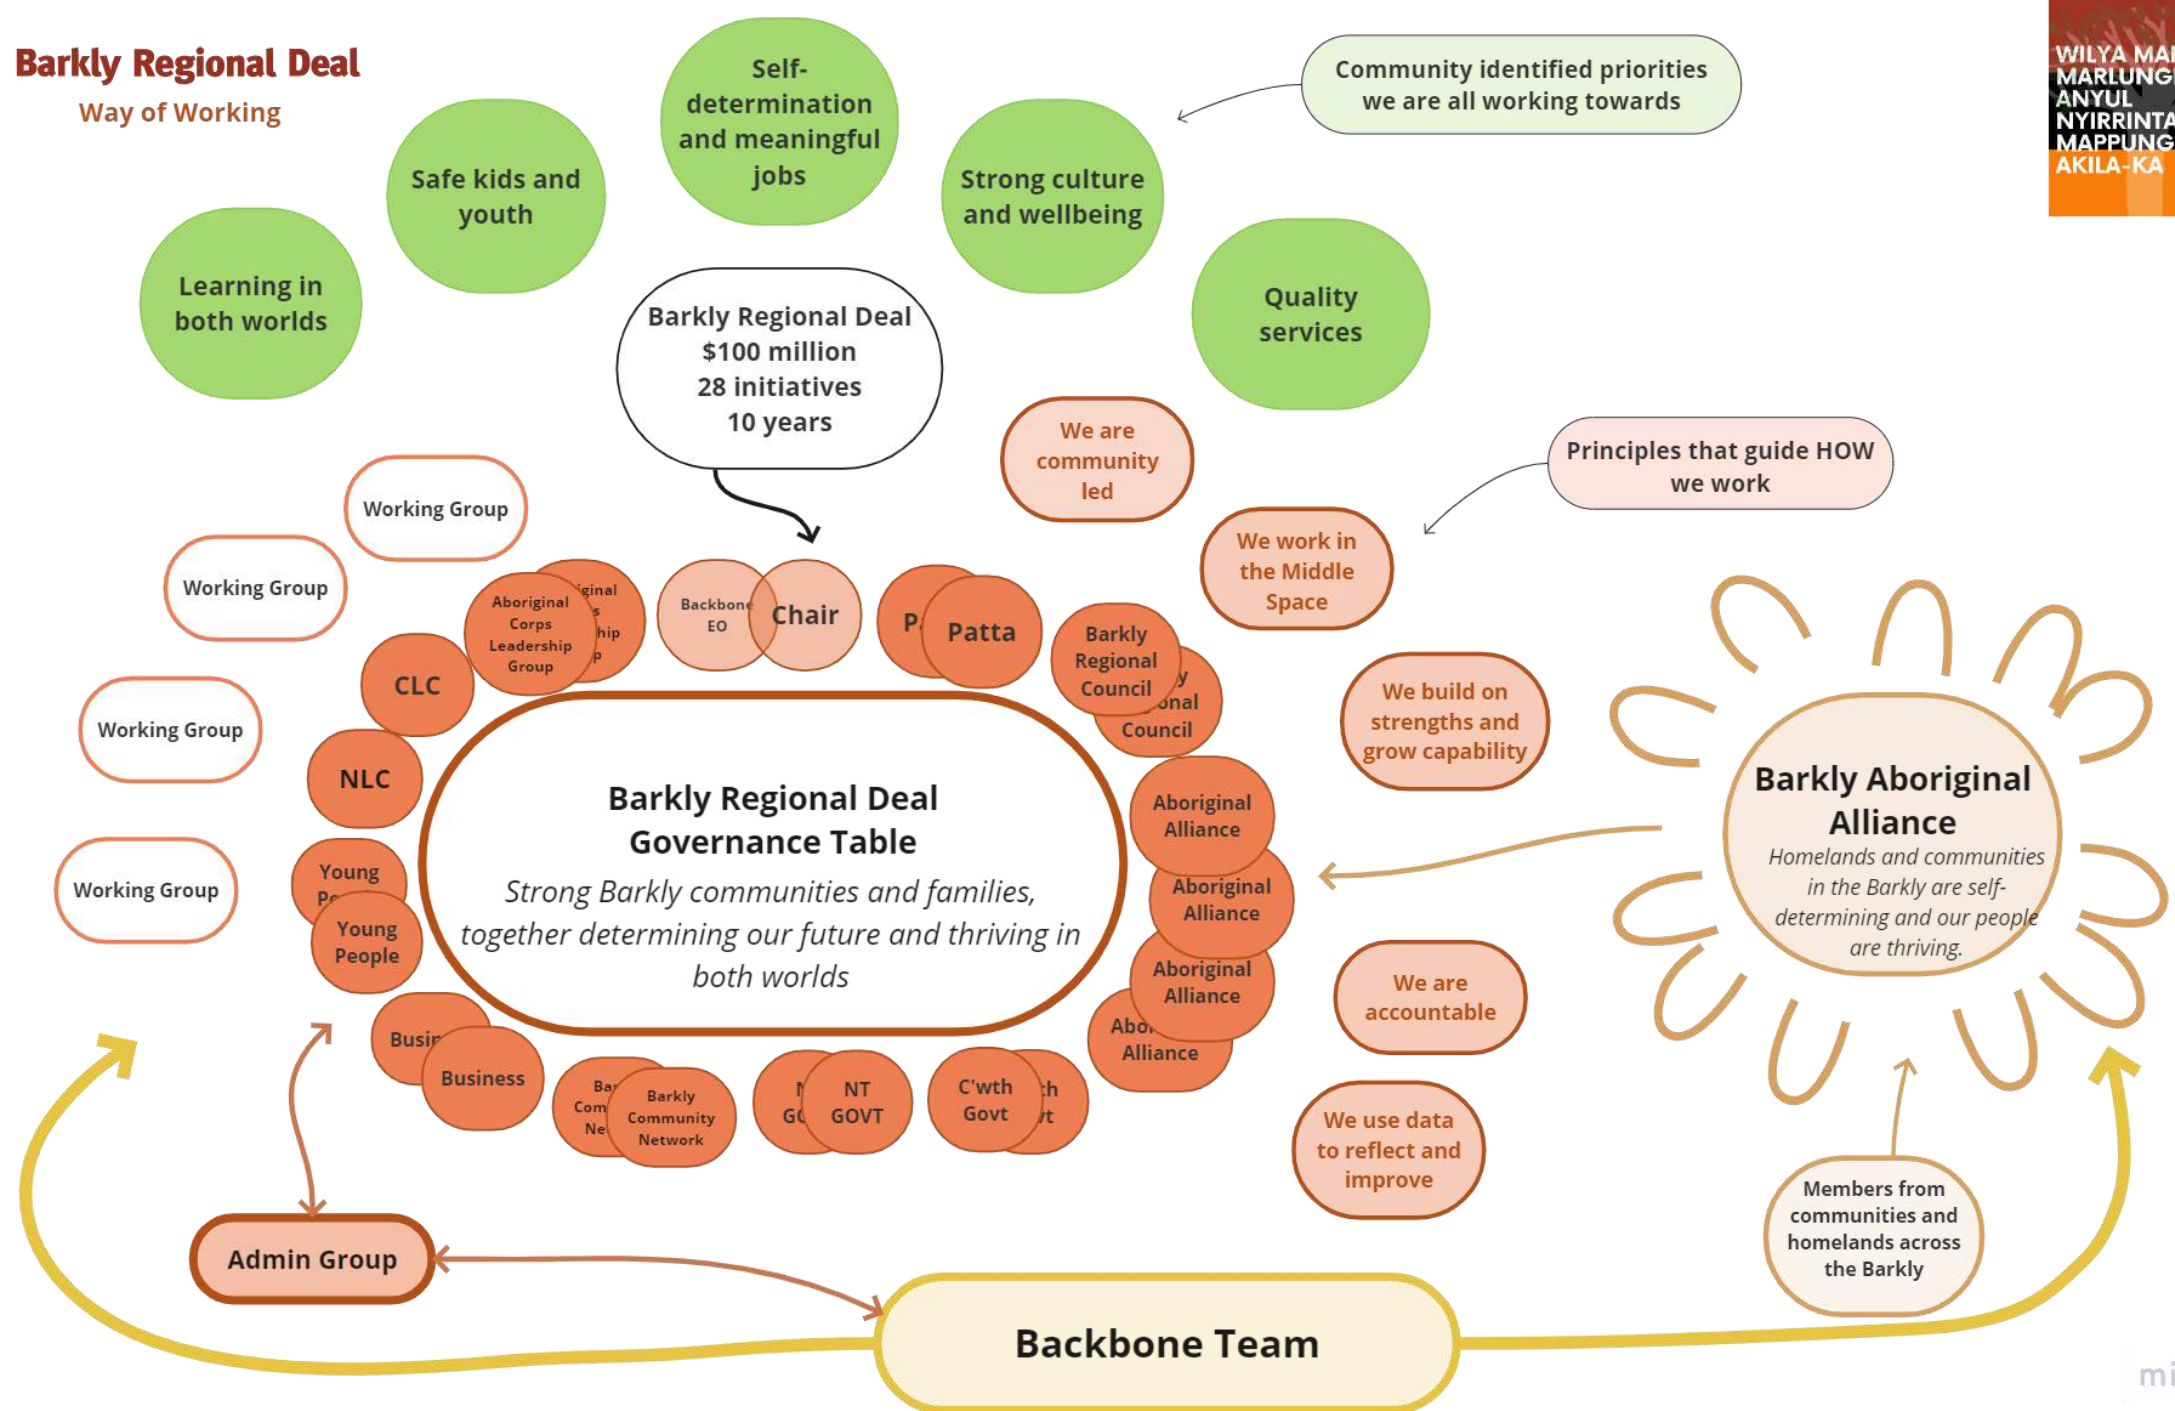 Barkly Regional Deal
Way of Working
Self-
determination
and meaningful
jobs
Community identified priorities
we are all working towards
WILYA
MARLUNG
ANYUL
NYIRRINTA
MAPPUNG
AKILA-KA
Safe kids and
youth
Strong culture
and wellbeing
Learning in
both worlds
Quality
services
Barkly Regional Deal
$100 million
28 initiatives
10 years
We are
community
led
Principles that guide HOW
we work
We work in
the Middle
Space
We build on
strengths and
grow capability
We are
accountable
We use data
to reflect and
improve
Working Group
Working Group
Working Group
Working Group
Aboriginal
Corps
Leadership
Group
Backbone
EO
Chair
Patta
Barkly
Regional
Council
Council
CLC
NLC
Young
Young
People
Business
Barkly
Community
Network
NT
GOVT
C'wth
Govt
Aboriginal
Alliance
Aboriginal
Alliance
Aboriginal
Alliance
Alliance
Barkly Regional Deal
Governance Table
Strong Barkly communities and families,
together determining our future and thriving in
both worlds
Barkly Aboriginal
Alliance
Homelands and communities
in the Barkly are self-
determining and our people
are thriving.
Members from
communities and
homelands across
the Barkly
Admin Group
Backbone Team